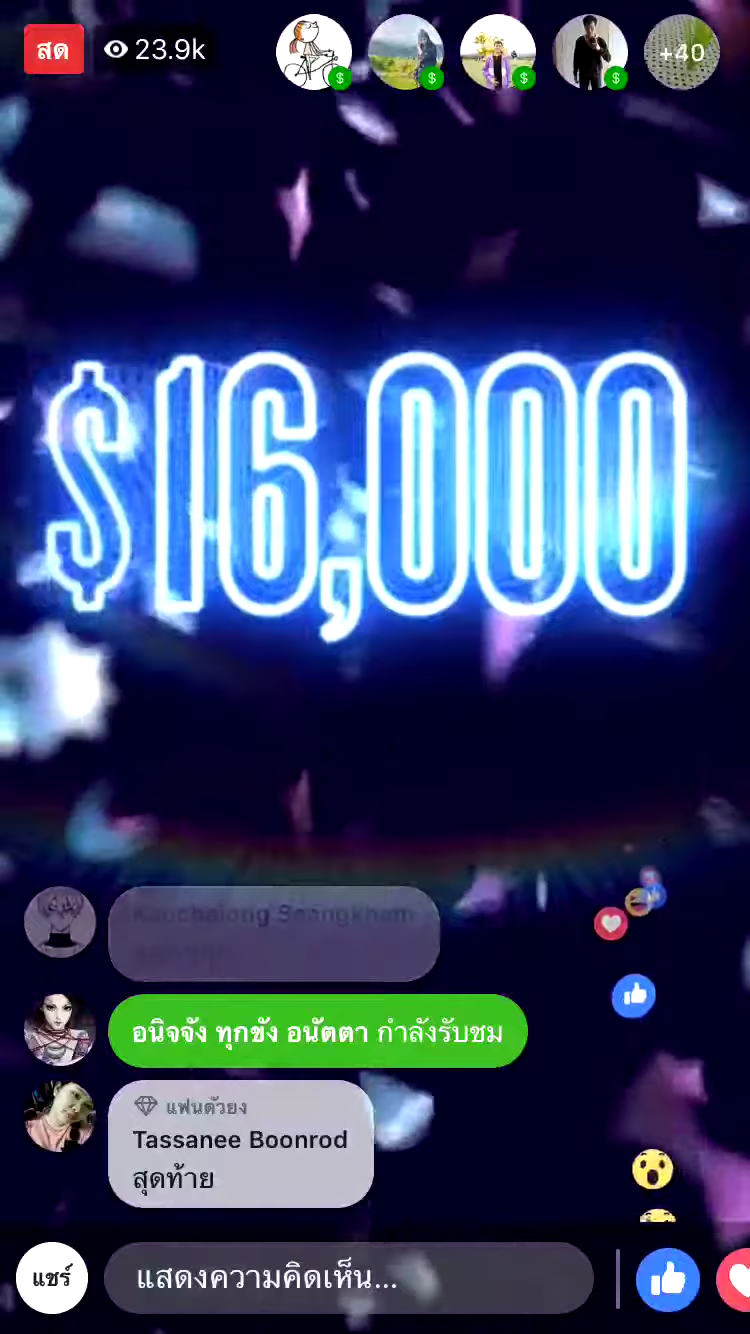 สด
23.9k
+40
$16,000
Kaochalong Saangkham
อนิจจัง ทุกขัง อนัตตา กำลังรับชม
แฟนตัวยง
Tassanee Boonrod
สุดท้าย
แชร์
แสดงความคิดเห็น...